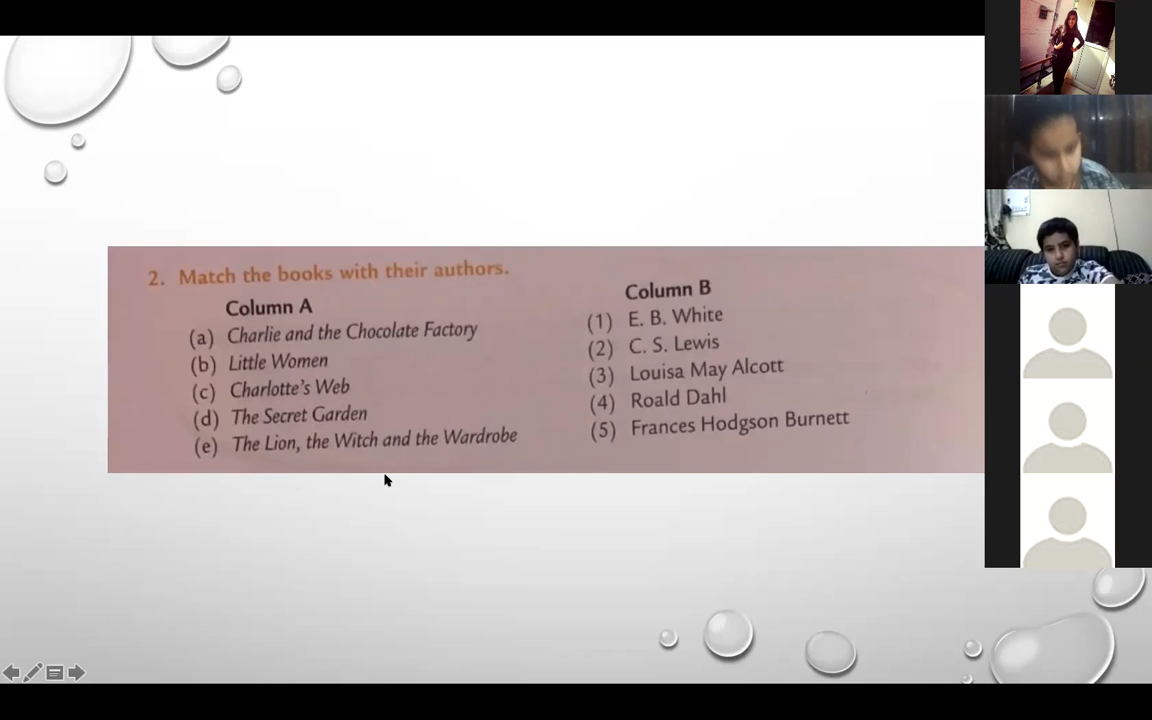 2. Match the books with their authors.
Column A
(a) Charlie and the Chocolate Factory
(b) Little Women
(c) Charlotte's Web
(d) The Secret Garden
(e) The Lion, the Witch and the Wardrobe
Column B
(1) E. B. White
(2) C. S. Lewis
(3) Louisa May Alcott
(4) Roald Dahl
(5) Frances Hodgson Burnett